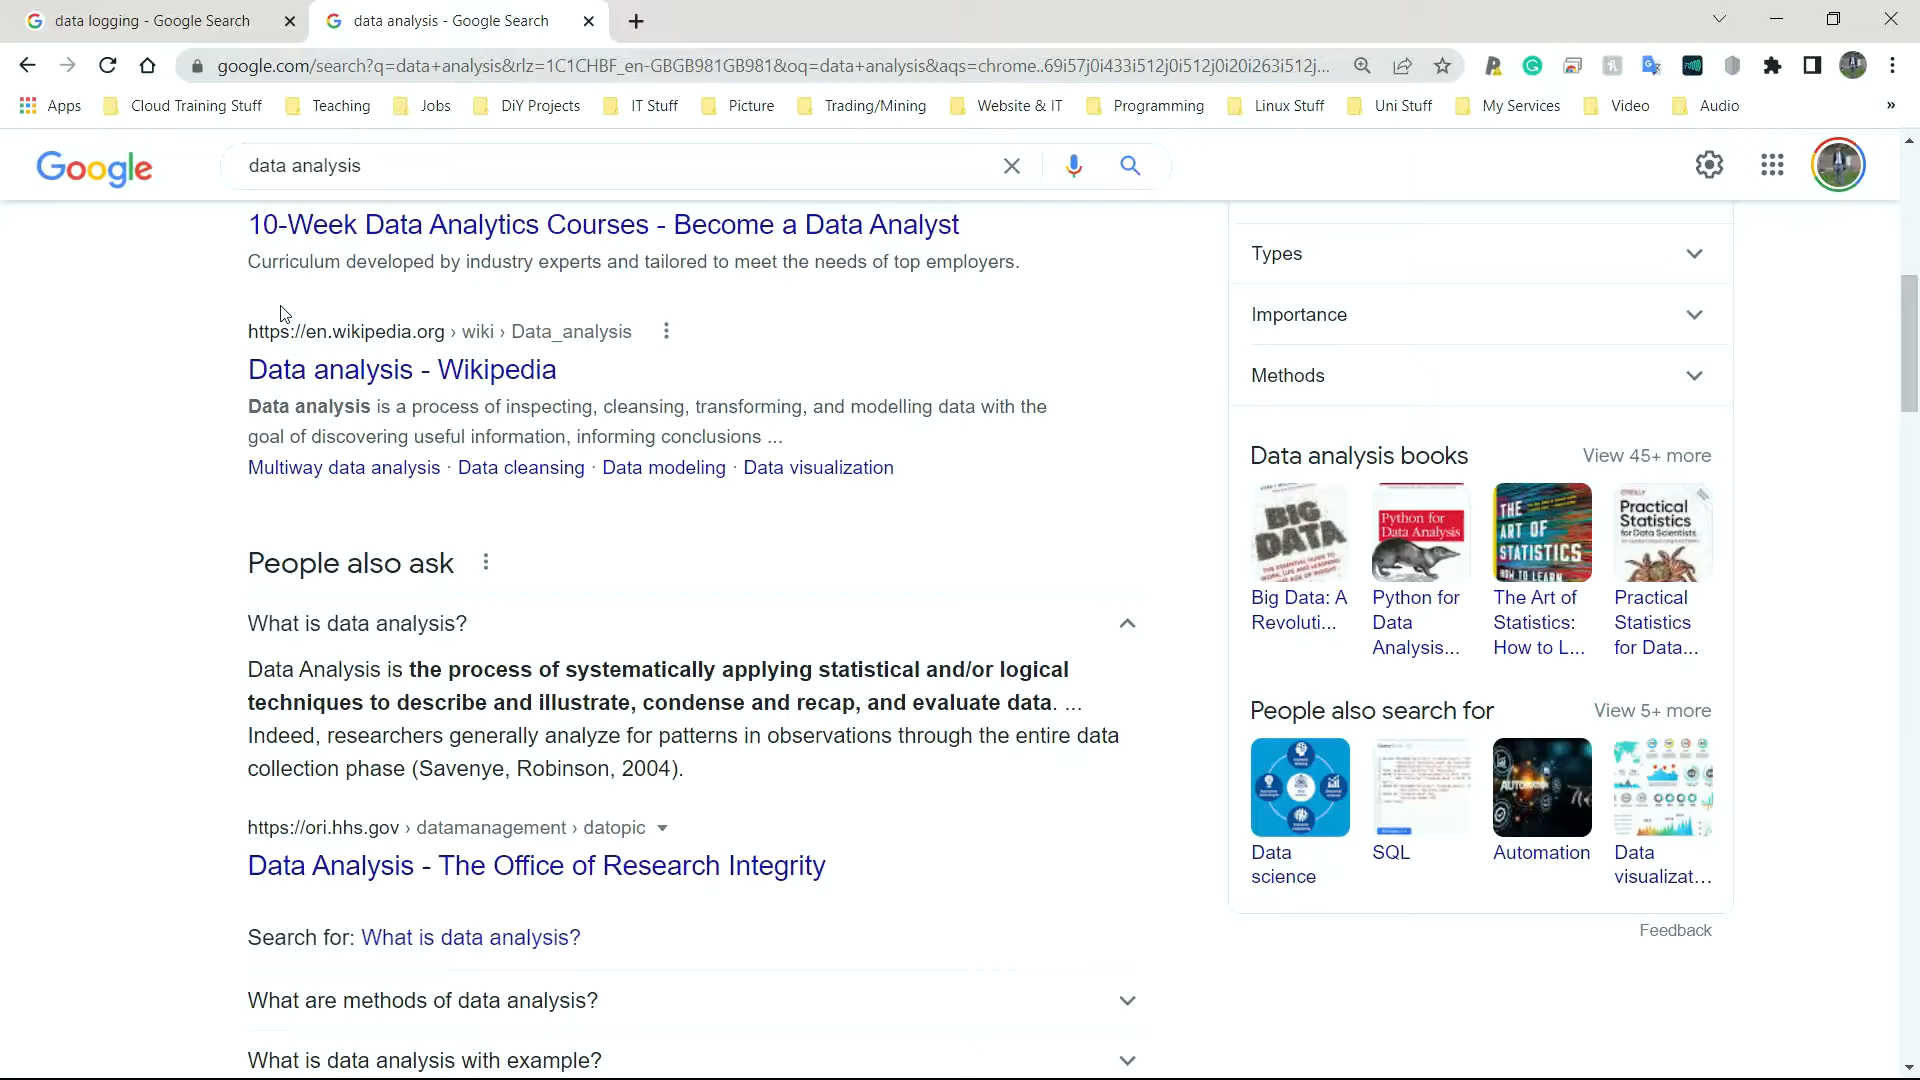 data logging - Google Search
data analysis - Google Search
google.com/search?q=data+analysis&rlz=1C1CHBF_en-GBGB981GB981&oq=data+analysis&aqs=chrome..69i57j0i433i512j0i512j0i20i263i512j...
Apps Cloud Training Stuff Teaching Jobs DiY Projects IT Stuff Picture Trading/Mining Website & IT Programming Linux Stuff Uni Stuff My Services Video Audio »
Google data analysis
10-Week Data Analytics Courses - Become a Data Analyst
Curriculum developed by industry experts and tailored to meet the needs of top employers.
https://en.wikipedia.org › wiki › Data_analysis
Data analysis - Wikipedia
Data analysis is a process of inspecting, cleansing, transforming, and modelling data with the
goal of discovering useful information, informing conclusions ...
Multiway data analysis · Data cleansing · Data modeling · Data visualization
People also ask
What is data analysis?
Data Analysis is the process of systematically applying statistical and/or logical
techniques to describe and illustrate, condense and recap, and evaluate data. ...
Indeed, researchers generally analyze for patterns in observations through the entire data
collection phase (Savenye, Robinson, 2004).
https://ori.hhs.gov › datamanagement › datopic
Data Analysis - The Office of Research Integrity
Search for: What is data analysis?
What are methods of data analysis?
What is data analysis with example?
Types
Importance
Methods
Data analysis books
View 45+ more
BIG
DATA
Python for
Data Analysis
THE
ART OF
STATISTICS
HOW TO LEARN
O'REILLY
Practical
Statistics
for Data Scientists
Big Data: A
Revoluti...
Python for
Data
Analysis...
The Art of
Statistics:
How to L...
Practical
Statistics
for Data...
People also search for
View 5+ more
AUTOMATION
Data
science
SQL
Automation
Data
visualizat...
Feedback